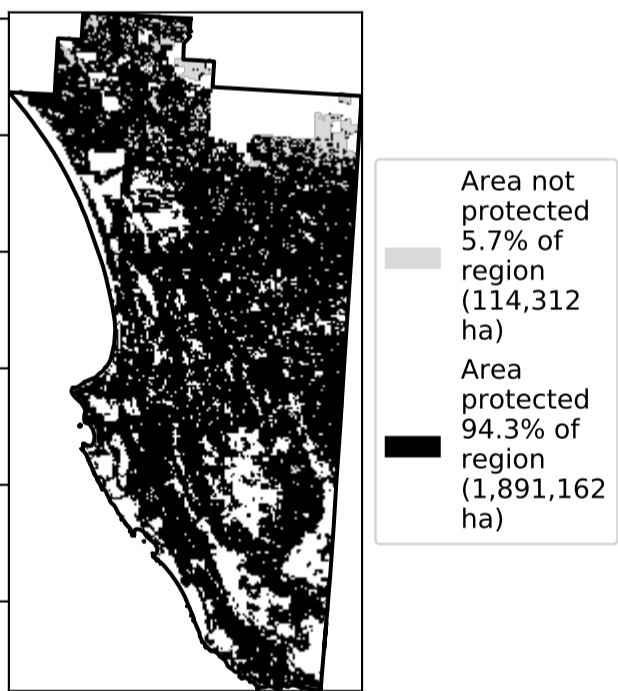 Area not
protected
5.7% of
region
(114,312
ha)
Area
protected
94.3% of
region
(1,891,162
ha)